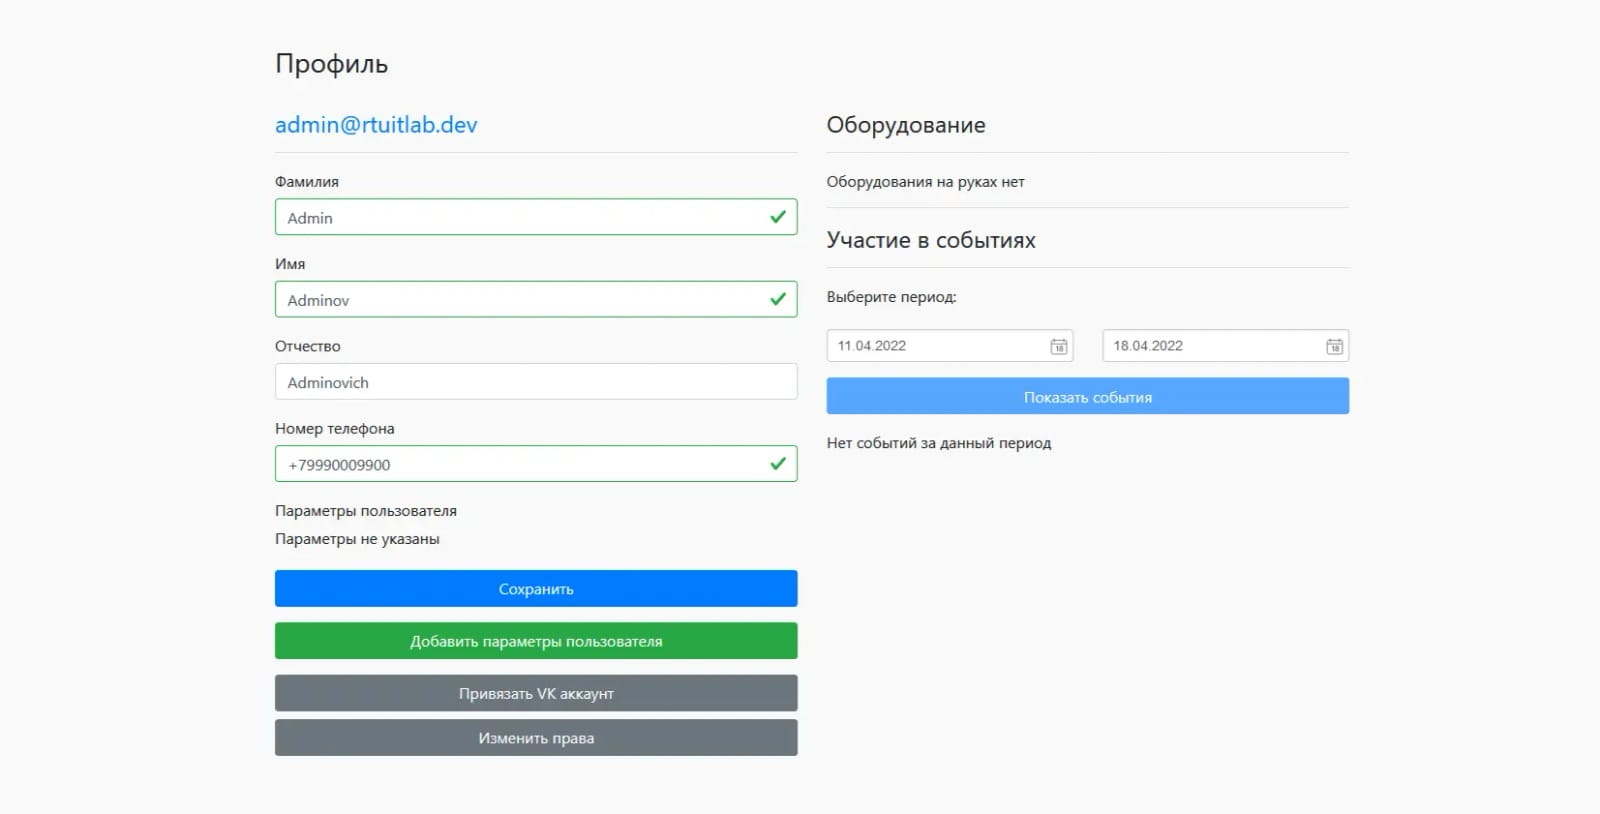 Профиль
admin@rtuitlab.dev
Фамилия
Admin
Имя
Adminov
Отчество
Adminovich
Номер телефона
+79990009900
Параметры пользователя
Параметры не указаны
Сохранить
Добавить параметры пользователя
Привязать VK аккаунт
Изменить права
Оборудование
Оборудования на руках нет
Участие в событиях
Выберите период:
11.04.2022
18
18.04.2022
18
Показать события
Нет событий за данный период